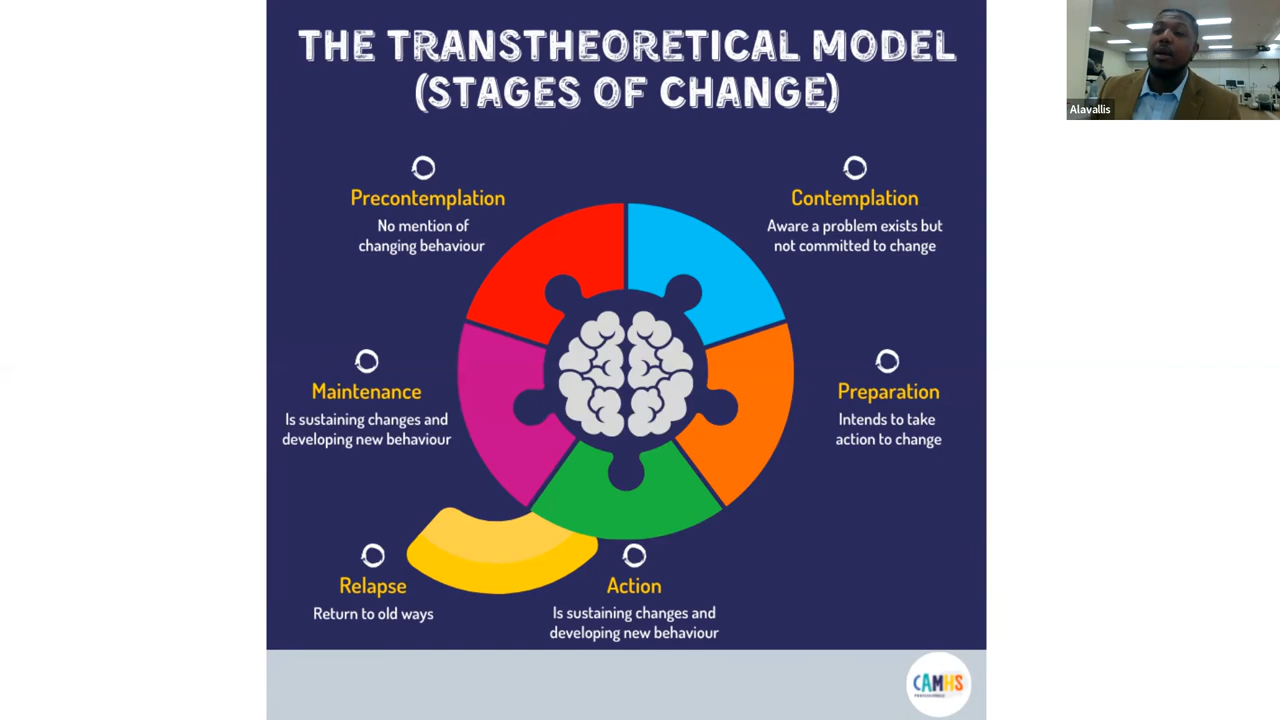 THE TRANSTHEORETICAL MODEL
(STAGES OF CHANGE)
Alavallis
Precontemplation
No mention of
changing behaviour
Contemplation
Aware a problem exists but
not committed to change
Maintenance
Is sustaining changes and
developing new behaviour
Preparation
Intends to take
action to change
Relapse
Return to old ways
Action
Is sustaining changes and
developing new behaviour
CAMHS